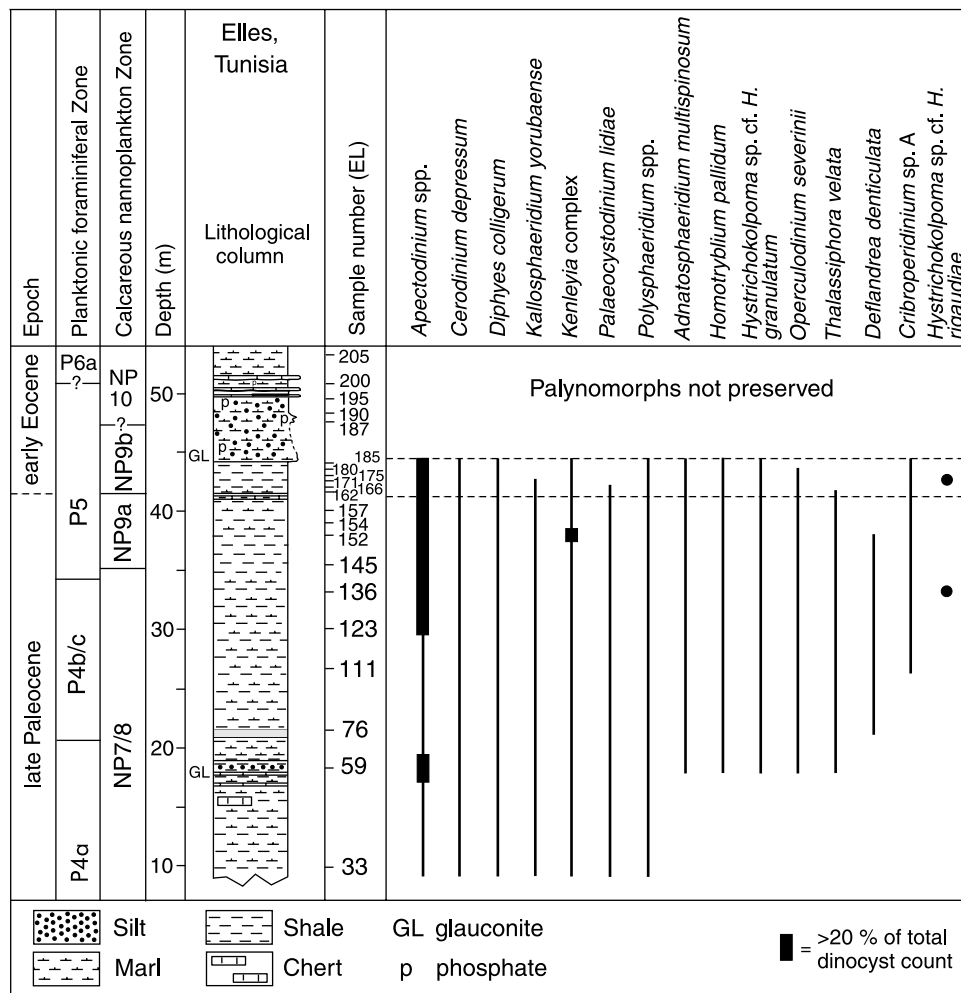 Elles,
Tunisia
Epoch
Planktonic foraminiferal Zone
Calcareous nannoplankton Zone
Depth (m)
Lithological
column
Sample number (EL)
Apectodinium spp.
Cerodinium depressum
Diphyes colligerum
Kallosphaeridium yorubaense
Kenleyia complex
Palaeocystodinium lidiae
Polysphaeridium spp.
Adnatosphaeridium multispinosum
Homotryblium pallidum
Hystrichokolpoma sp. cf. H.
granulatum
Operculodinium severinii
Thalassiphora velata
Deflandrea denticulata
Cribroperidinium sp. A
Hystrichokolpoma sp. cf. H.
rigaudiae
early Eocene
late Paleocene
P6a
?
P5
P4b/c
P4α
NP
10
?
NP9b
NP9a
NP7/8
50
40
30
20
10
p
p
p
p
GL
GL
205
200
195
190
187
185
180
175
171
166
162
157
154
152
145
136
123
111
76
59
33
Palynomorphs not preserved
Silt
Marl
Shale
Chert
GL glauconite
p phosphate
= >20 % of total
dinocyst count